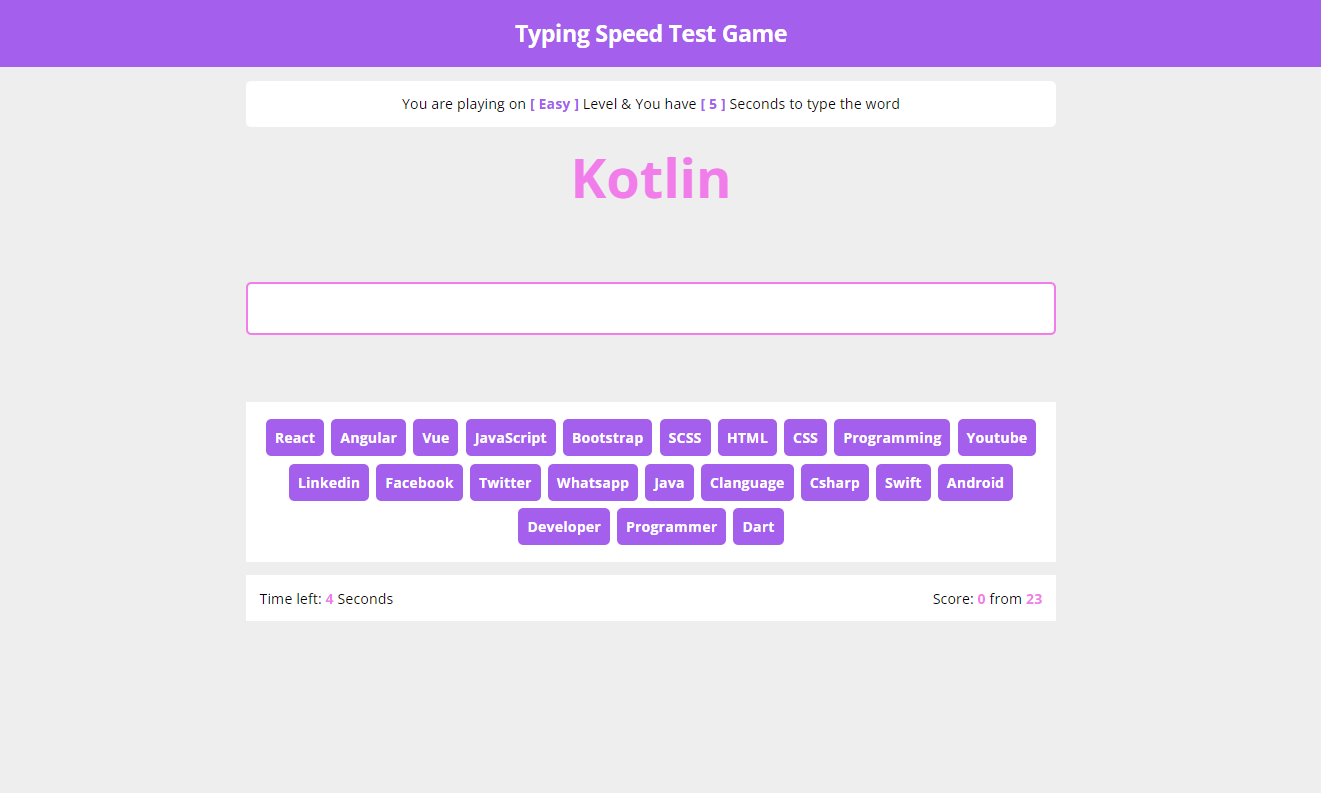 Typing Speed Test Game
You are playing on [ Easy ] Level & You have [ 5 ] Seconds to type the word
Kotlin
React Angular Vue JavaScript Bootstrap SCSS HTML CSS Programming Youtube
Linkedin Facebook Twitter Whatsapp Java Clanguage Csharp Swift Android
Developer Programmer Dart
Time left: 4 Seconds Score: 0 from 23